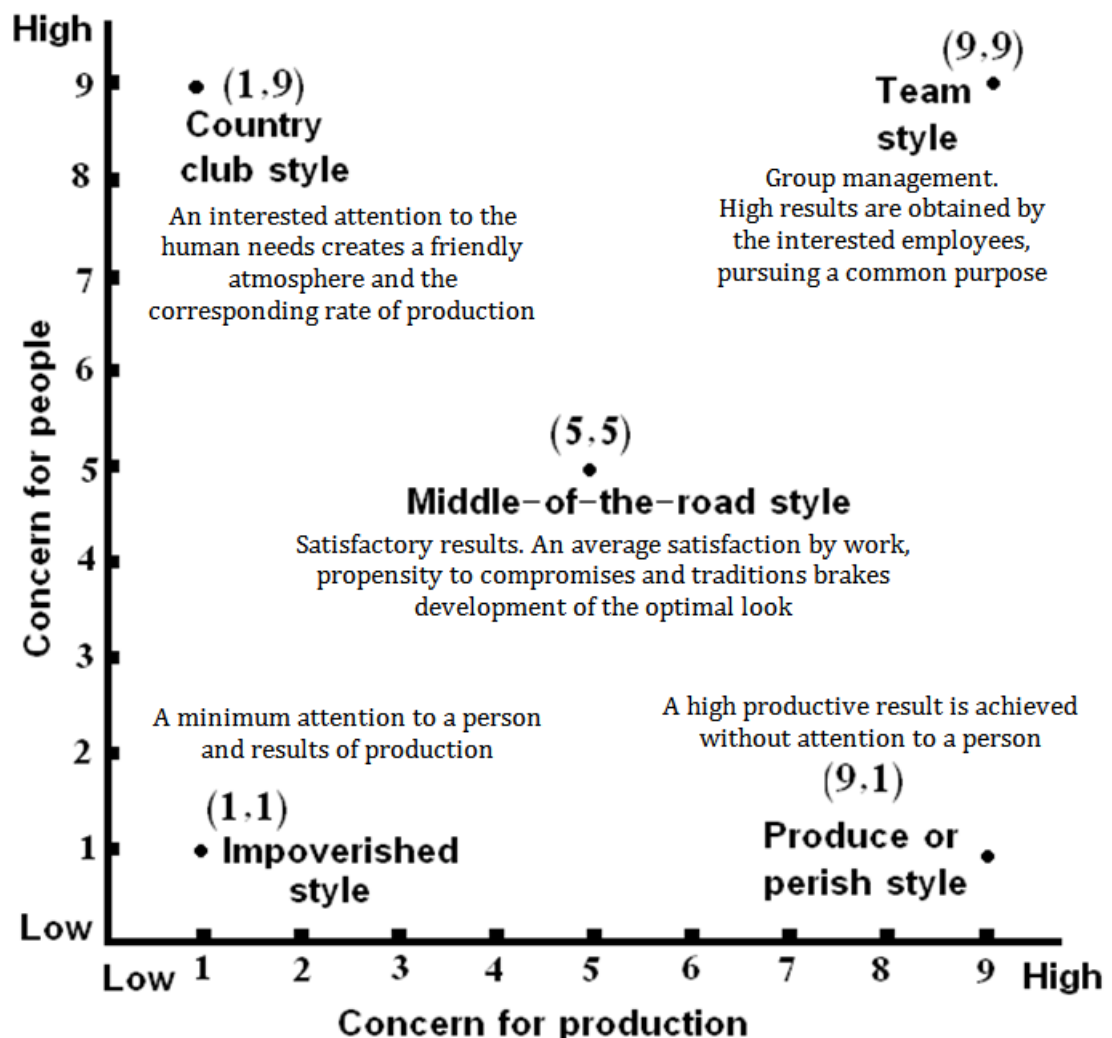 High
9
8
7
6
5
4
3
2
1
Low
Concern for people
(1,9)
Country
club style
An interested attention to the
human needs creates a friendly
atmosphere and the
corresponding rate of production
(9,9)
Team
style
Group management.
High results are obtained by
the interested employees,
pursuing a common purpose
(5,5)
Middle-of-the-road style
Satisfactory results. An average satisfaction by work,
propensity to compromises and traditions brakes
development of the optimal look
A minimum attention to a person
and results of production
(1,1)
Impoverished
style
A high productive result is achieved
without attention to a person
(9,1)
Produce or
perish style
Low 1 2 3 4 5 6 7 8 9 High
Concern for production